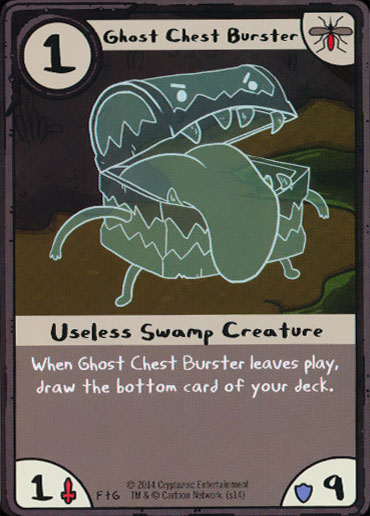 1
Ghost Chest Burster
Useless Swamp Creature
When Ghost Chest Burster leaves play,
draw the bottom card of your deck.
1
FtG
© 2014 Cryptozoic Entertainment
TM & © Cartoon Network. (s14)
9